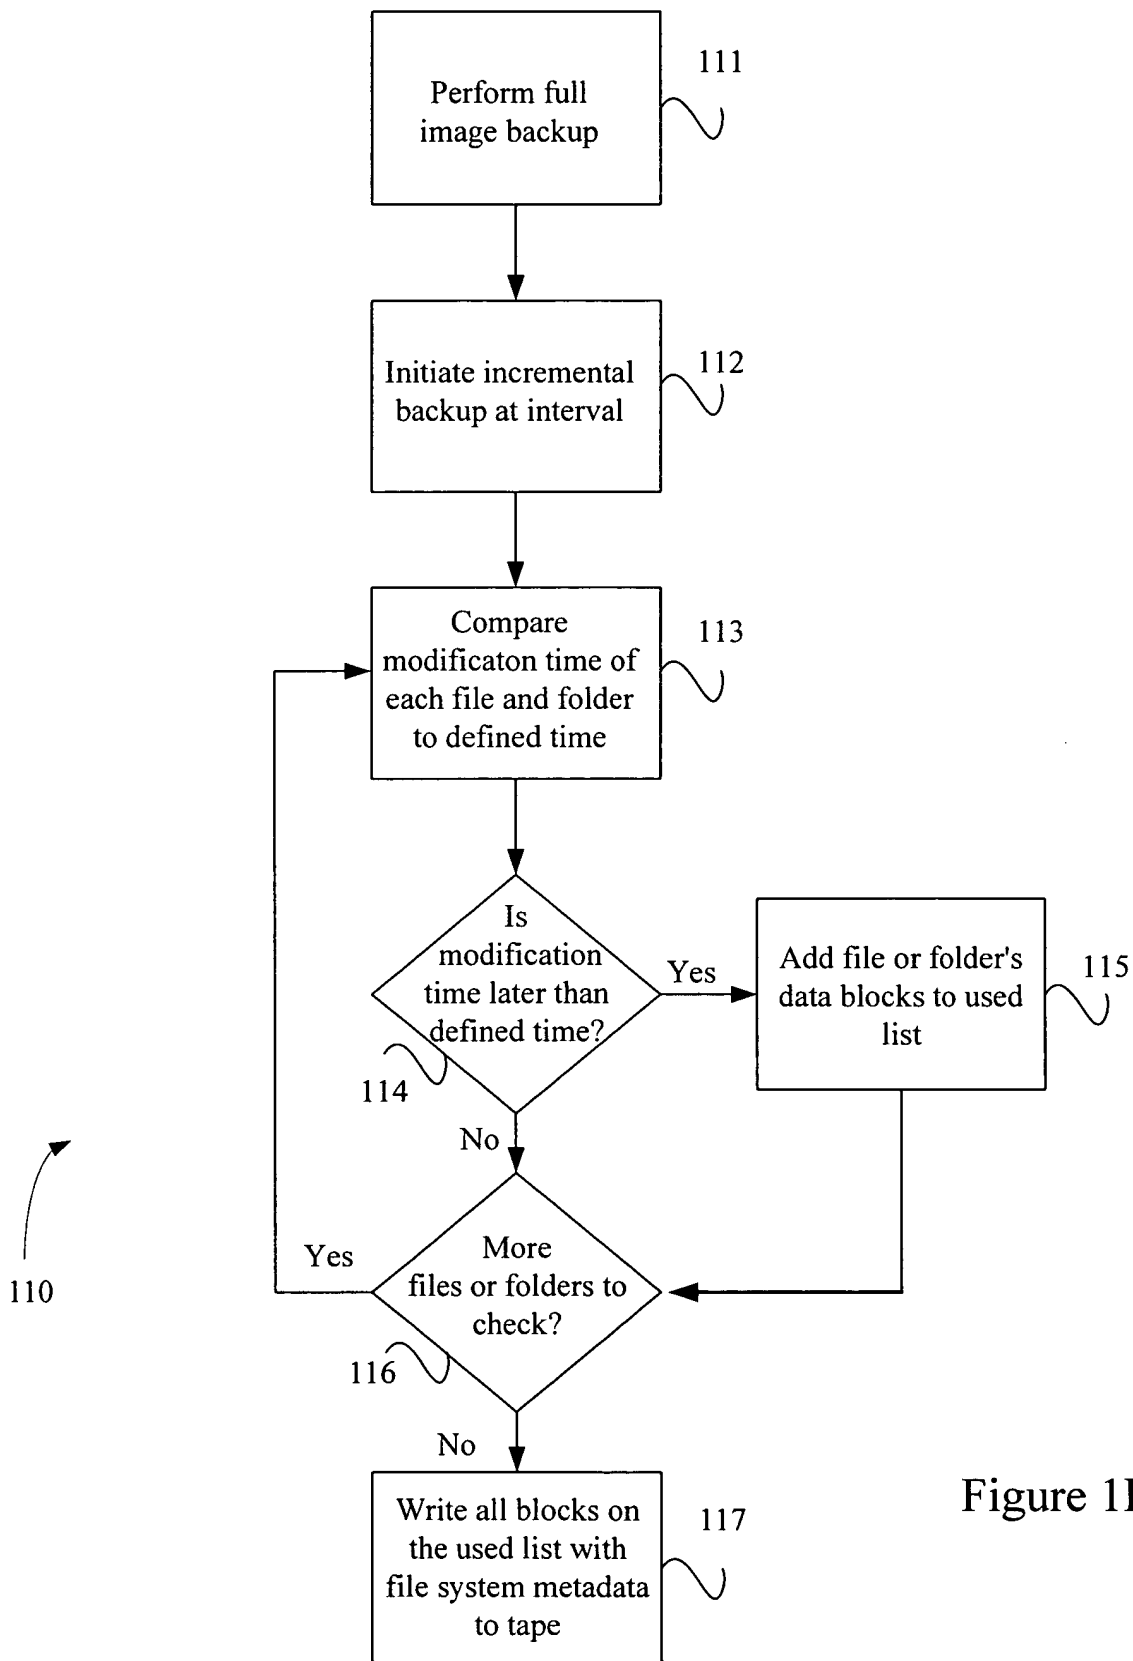 Perform full
image backup
111
Initiate incremental
backup at interval
112
Compare
modificaton time of
each file and folder
to defined time
113
Is
modification
time later than
defined time?
114
Yes
Add file or folder's
data blocks to used
list
115
No
110
Yes
More
files or folders to
check?
116
No
Write all blocks on
the used list with
file system metadata
to tape
117
Figure 1